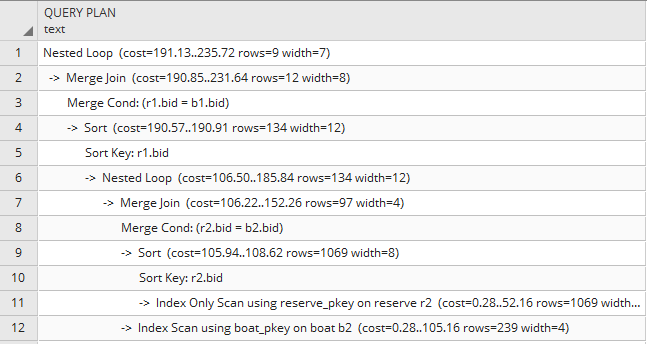 QUERY PLAN
text
1 Nested Loop (cost=191.13..235.72 rows=9 width=7)
2 -> Merge Join (cost=190.85..231.64 rows=12 width=8)
3 Merge Cond: (r1.bid = b1.bid)
4 -> Sort (cost=190.57..190.91 rows=134 width=12)
5 Sort Key: r1.bid
6 -> Nested Loop (cost=106.50..185.84 rows=134 width=12)
7 -> Merge Join (cost=106.22..152.26 rows=97 width=4)
8 Merge Cond: (r2.bid = b2.bid)
9 -> Sort (cost=105.94..108.62 rows=1069 width=8)
10 Sort Key: r2.bid
11 -> Index Only Scan using reserve_pkey on reserve r2 (cost=0.28..52.16 rows=1069 width...
12 -> Index Scan using boat_pkey on boat b2 (cost=0.28..105.16 rows=239 width=4)